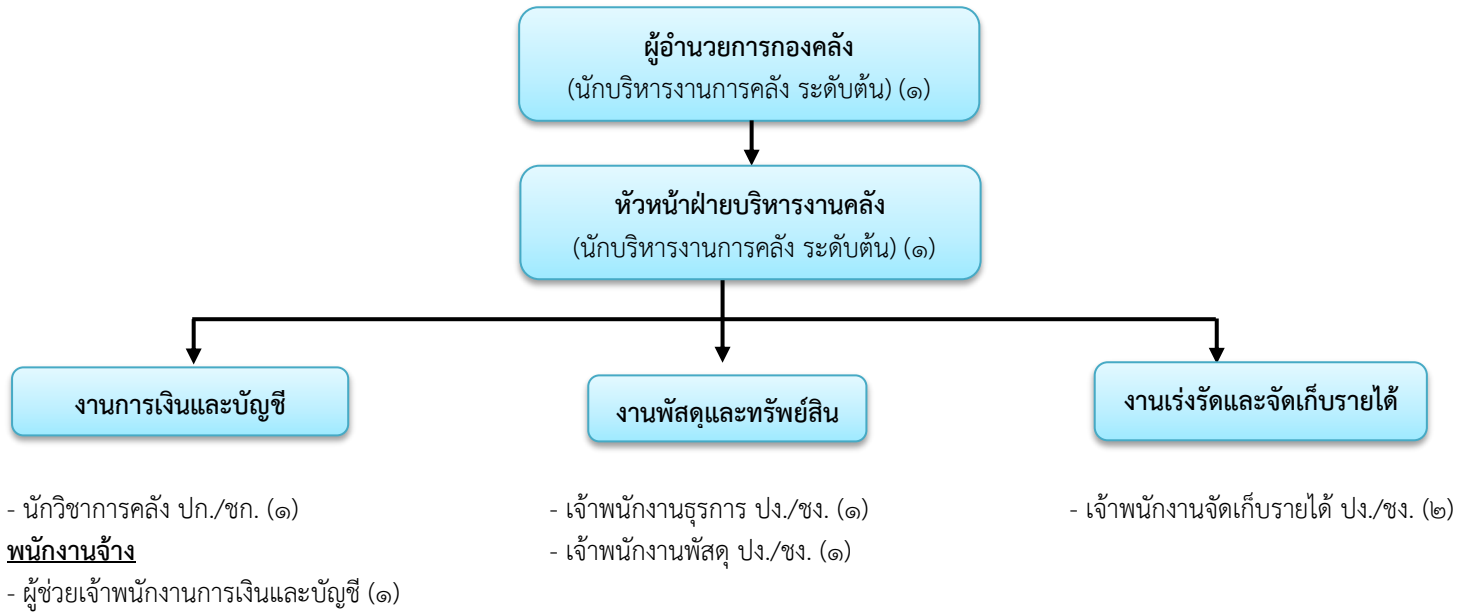 ผู้อำนวยการกองคลัง
(นักบริหารงานการคลัง ระดับต้น) (๑)
หัวหน้าฝ่ายบริหารงานคลัง
(นักบริหารงานการคลัง ระดับต้น) (๑)
งานการเงินและบัญชี
- นักวิชาการคลัง ปก./ชก. (๑)
พนักงานจ้าง
- ผู้ช่วยเจ้าพนักงานการเงินและบัญชี (๑)
งานพัสดุและทรัพย์สิน
- เจ้าพนักงานธุรการ ปง./ชง. (๑)
- เจ้าพนักงานพัสดุ ปง./ชง. (๑)
งานเร่งรัดและจัดเก็บรายได้
- เจ้าพนักงานจัดเก็บรายได้ ปง./ชง. (๒)